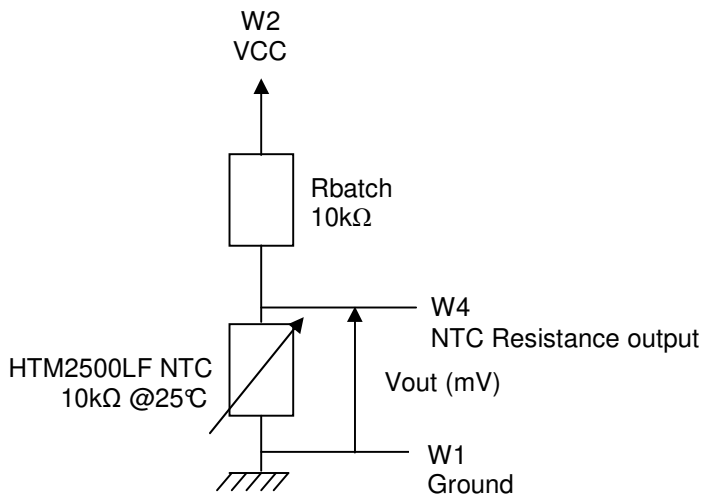 W2
VCC
Rbatch
10kΩ
W4
NTC Resistance output
HTM2500LF NTC
10kΩ @25℃
Vout (mV)
W1
Ground